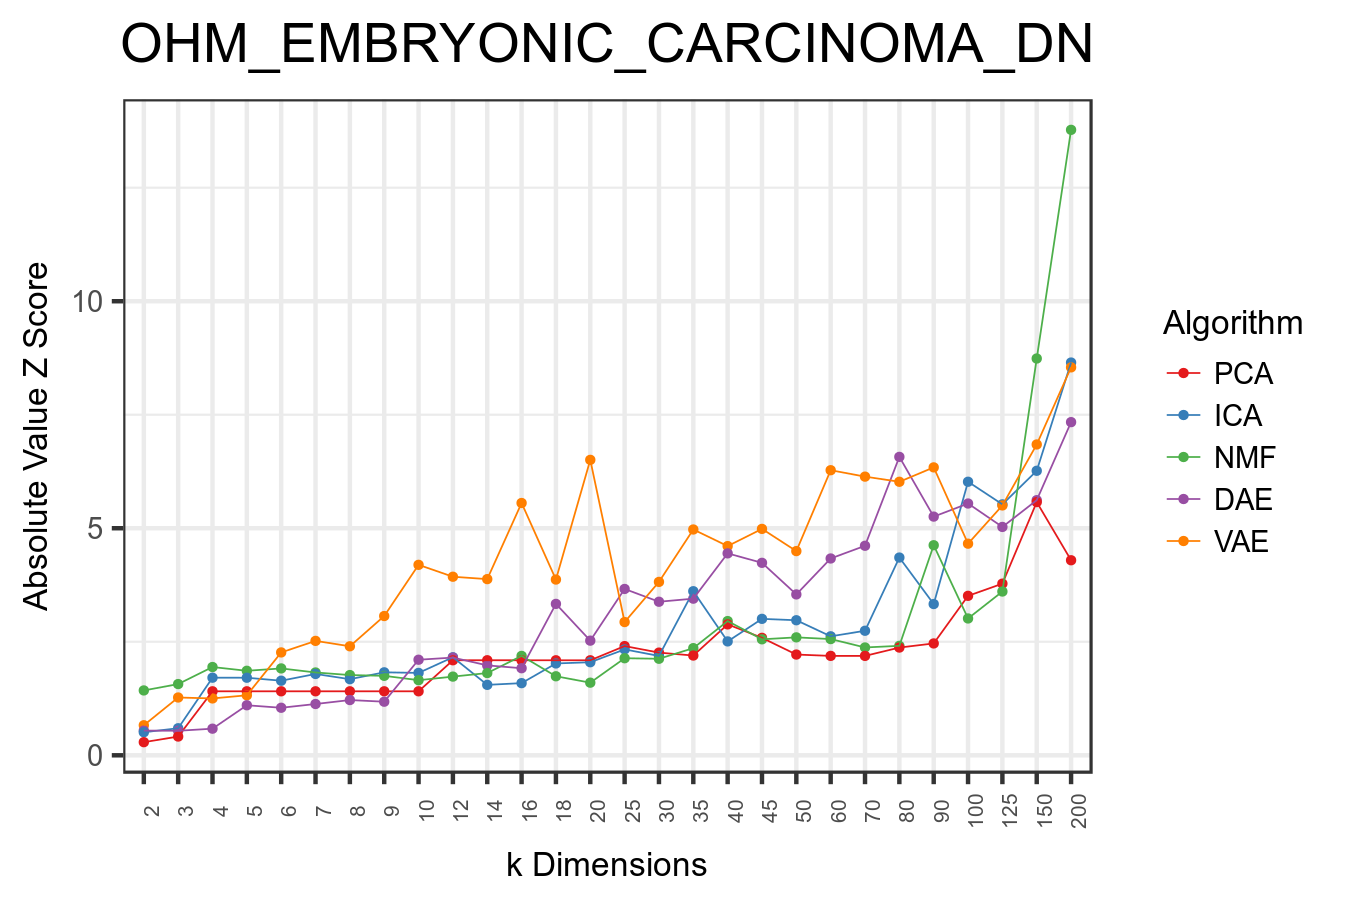 OHM_EMBRYONIC_CARCINOMA_DN
Absolute Value Z Score
10
5
0
2 3 4 5 6 7 8 9 10 12 14 16 18 20 25 30 35 40 45 50 60 70 80 90 100 125 150 200
k Dimensions
Algorithm
PCA
ICA
NMF
DAE
VAE